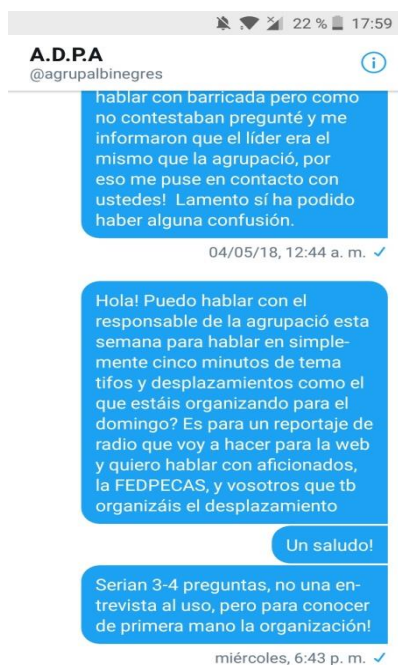 22 % 17:59
A.D.P.A
@agrupalbinegres
hablar con barricada pero como
no contestaban pregunté y me
informaron que el líder era el
mismo que la agrupació, por
eso me puse en contacto con
ustedes! Lamento sí ha podido
haber alguna confusión.
04/05/18, 12:44 a. m.
Hola! Puedo hablar con el
responsable de la agrupació esta
semana para hablar en simple-
mente cinco minutos de tema
tifos y desplazamientos como el
que estáis organizando para el
domingo? Es para un reportaje de
radio que voy a hacer para la web
y quiero hablar con aficionados,
la FEDPECAS, y vosotros que tb
organizáis el desplazamiento
Un saludo!
Serian 3-4 preguntas, no una en-
trevista al uso, pero para conocer
de primera mano la organización!
miércoles, 6:43 p. m.